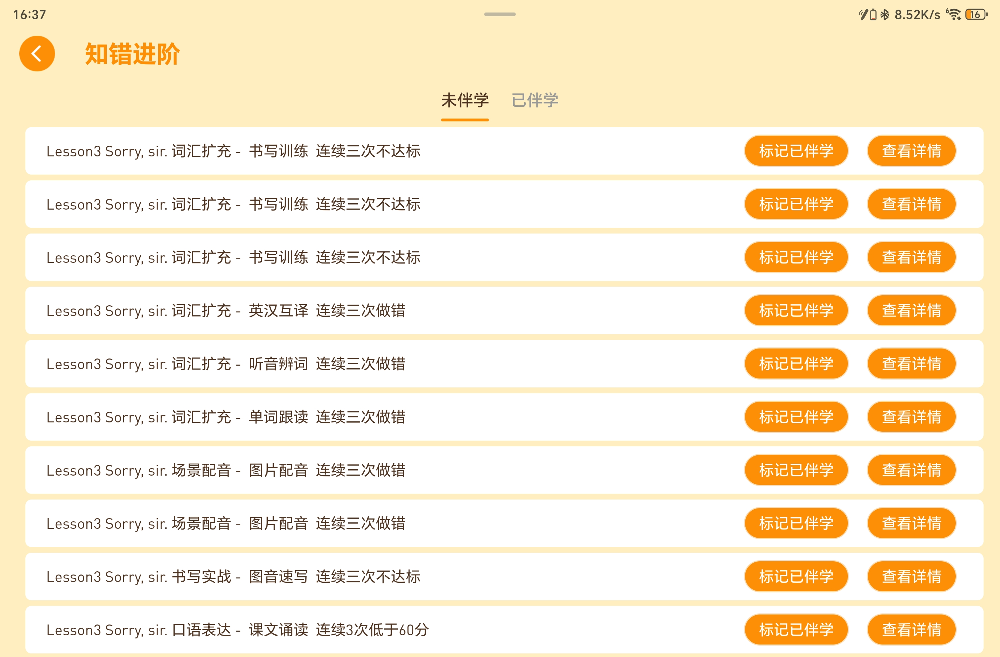 16:37 8.52K/s 6 16
知错进阶
未伴学 已伴学
Lesson3 Sorry, sir. 词汇扩充 - 书写训练 连续三次不达标 标记已伴学 查看详情
Lesson3 Sorry, sir. 词汇扩充 - 书写训练 连续三次不达标 标记已伴学 查看详情
Lesson3 Sorry, sir. 词汇扩充 - 书写训练 连续三次不达标 标记已伴学 查看详情
Lesson3 Sorry, sir. 词汇扩充 - 英汉互译 连续三次做错 标记已伴学 查看详情
Lesson3 Sorry, sir. 词汇扩充 - 听音辨词 连续三次做错 标记已伴学 查看详情
Lesson3 Sorry, sir. 词汇扩充 - 单词跟读 连续三次做错 标记已伴学 查看详情
Lesson3 Sorry, sir. 场景配音 - 图片配音 连续三次做错 标记已伴学 查看详情
Lesson3 Sorry, sir. 场景配音 - 图片配音 连续三次做错 标记已伴学 查看详情
Lesson3 Sorry, sir. 书写实战 - 图音速写 连续三次不达标 标记已伴学 查看详情
Lesson3 Sorry, sir. 口语表达 - 课文诵读 连续3次低于60分 标记已伴学 查看详情